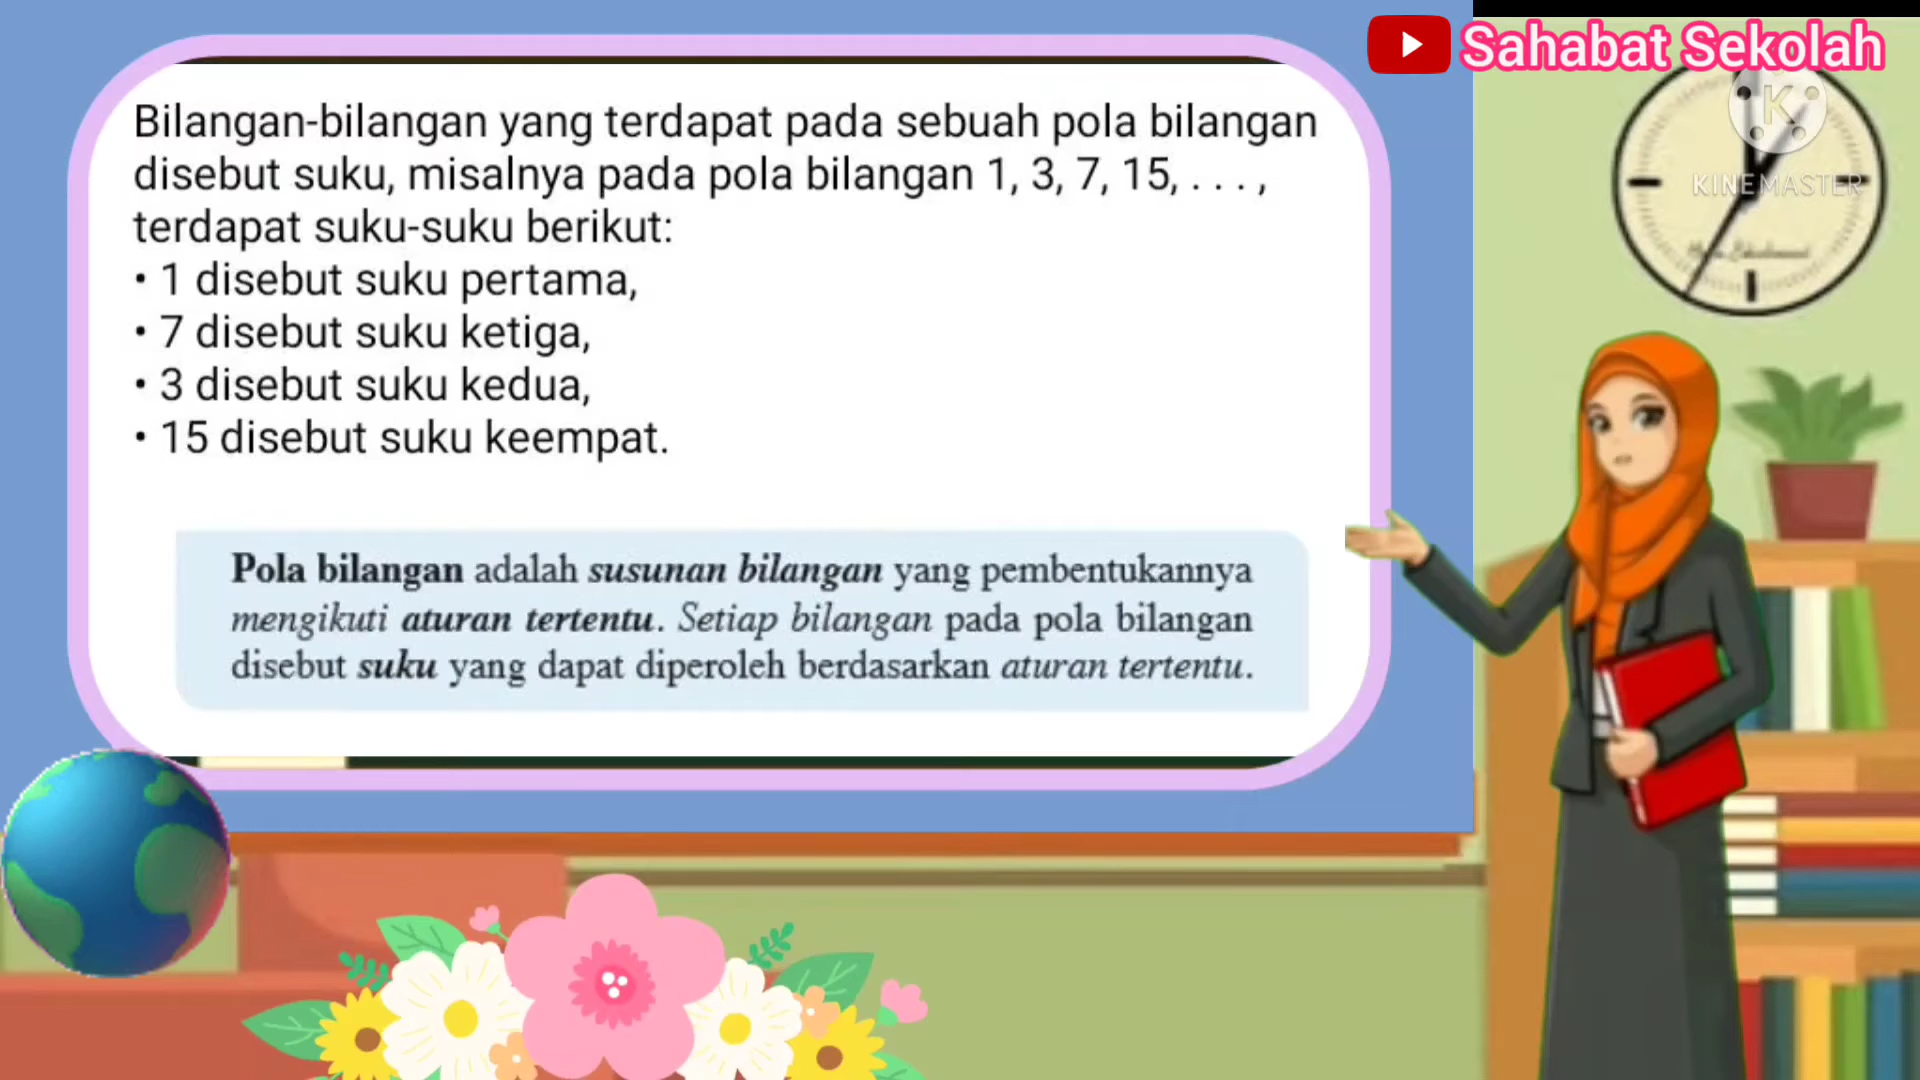 Sahabat Sekolah
Bilangan-bilangan yang terdapat pada sebuah pola bilangan
disebut suku, misalnya pada pola bilangan 1, 3, 7, 15, . . . ,
terdapat suku-suku berikut:
• 1 disebut suku pertama,
• 7 disebut suku ketiga,
• 3 disebut suku kedua,
• 15 disebut suku keempat.
Pola bilangan adalah susunan bilangan yang pembentukannya
mengikuti aturan tertentu. Setiap bilangan pada pola bilangan
disebut suku yang dapat diperoleh berdasarkan aturan tertentu.
K
KINEMASTER